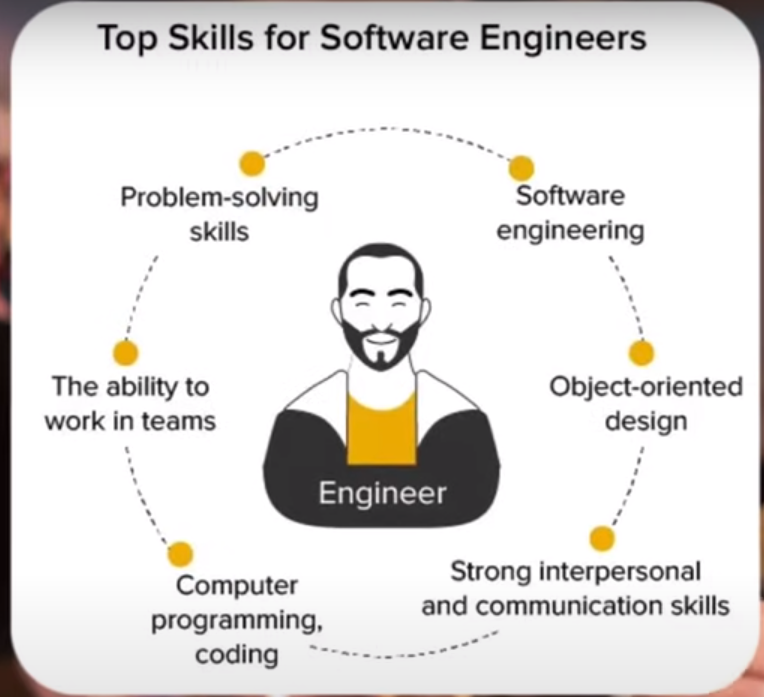 Top Skills for Software Engineers
Problem-solving
skills
Software
engineering
The ability to
work in teams
Object-oriented
design
Engineer
Computer
programming,
coding
Strong interpersonal
and communication skills